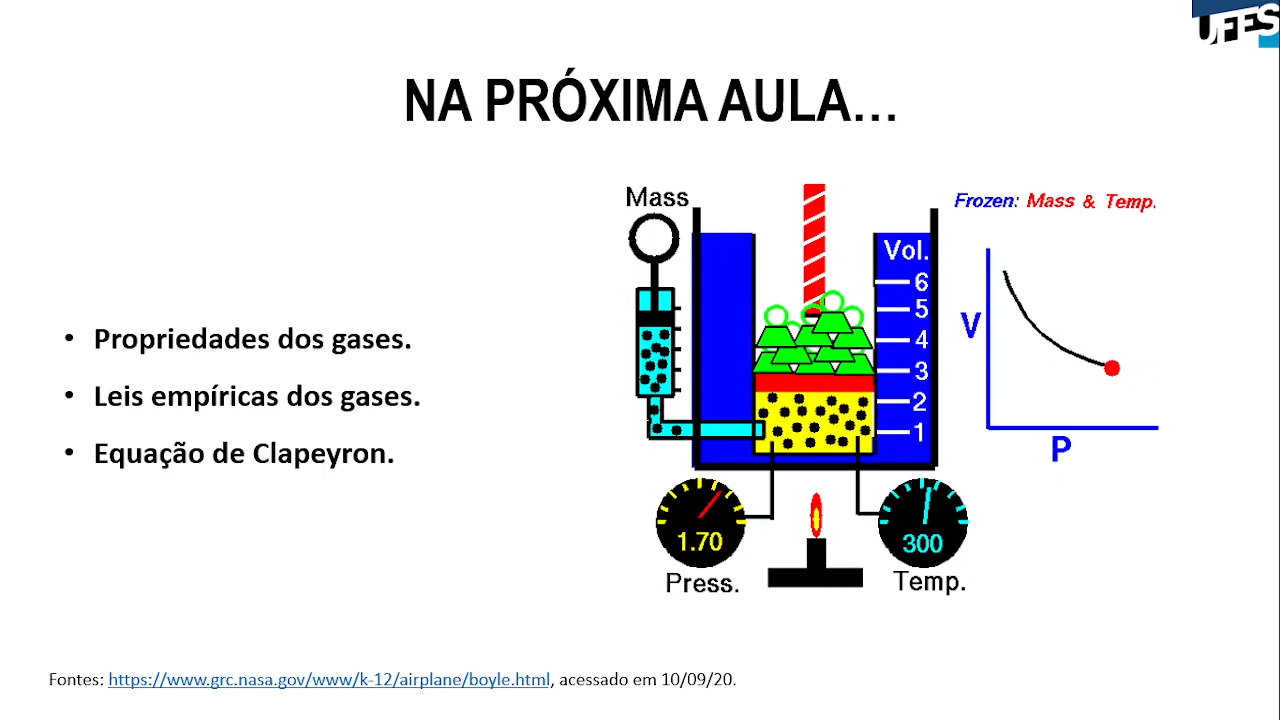 UFES
NA PRÓXIMA AULA...
• Propriedades dos gases.
• Leis empíricas dos gases.
• Equação de Clapeyron.
Mass
Vol.
6
5
4
3
2
1
1.70
Press.
300
Temp.
Frozen: Mass & Temp.
V
P
Fontes: https://www.grc.nasa.gov/www/k-12/airplane/boyle.html, acessado em 10/09/20.